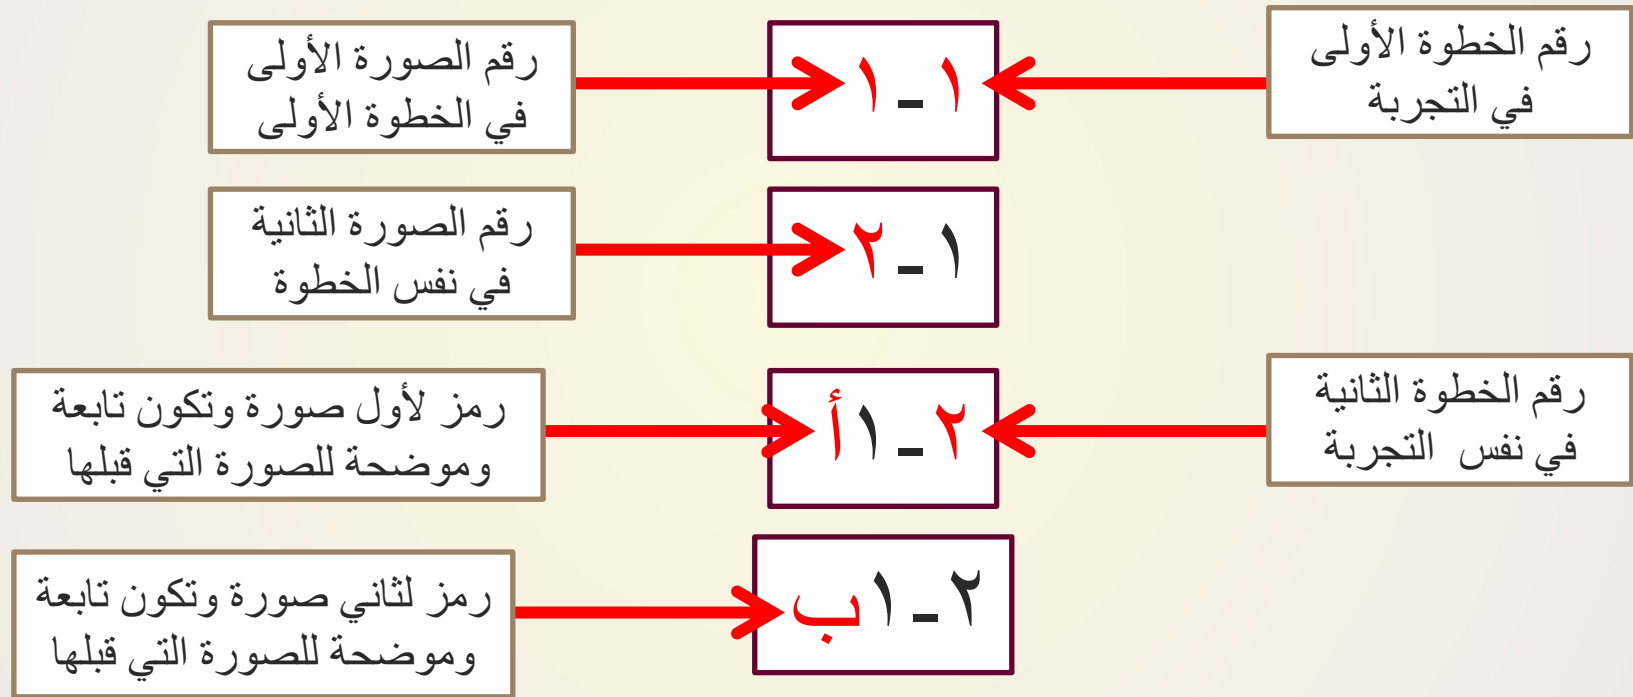 رقم الخطوة الأولى
في التجربة
١ - ١
رقم الصورة الأولى
في الخطوة الأولى
١ - ٢
رقم الصورة الثانية
في نفس الخطوة
رقم الخطوة الثانية
في نفس التجربة
٢ - ١أ
رمز لأول صورة وتكون تابعة
وموضحة للصورة التي قبلها
٢ - ١ب
رمز لثاني صورة وتكون تابعة
وموضحة للصورة التي قبلها